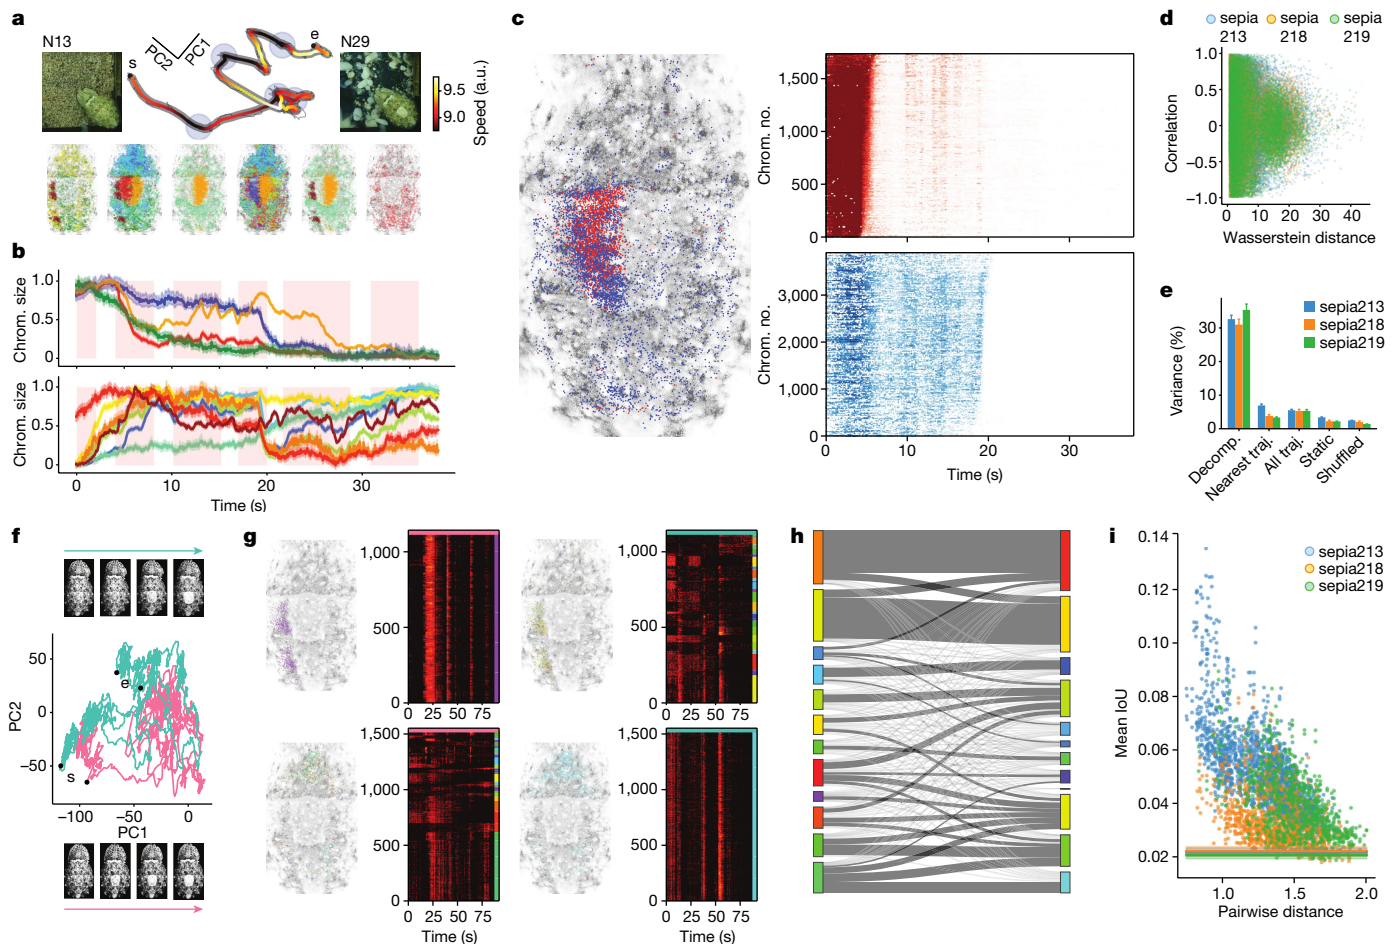 a
N13
PC2
PC1
s
e
N29
9.5
9.0
Speed (a.u.)
b
Chrom. size
1.0
0.5
0
Chrom. size
1.0
0.5
0
0
10
20
30
Time (s)
c
Chrom. no.
1,500
1,000
500
0
Chrom. no.
3,000
2,000
1,000
0
0
10
20
30
Time (s)
d
sepia 213
sepia 218
sepia 219
Correlation
1.0
0.5
0
−0.5
−1.0
0
10
20
30
40
Wasserstein distance
e
sepia213
sepia218
sepia219
Variance (%)
30
20
10
0
Decomp.
Nearest traj.
All traj.
Static
Shuffled
f
PC2
50
0
−50
e
s
−100
−50
0
PC1
g
1,000
500
0
0
25
50
75
1,000
500
0
0
25
50
75
1,500
1,000
500
0
0
25
50
75
Time (s)
1,500
1,000
500
0
0
25
50
75
Time (s)
h
i
sepia213
sepia218
sepia219
Mean IoU
0.14
0.12
0.10
0.08
0.06
0.04
0.02
1.0
1.5
2.0
Pairwise distance